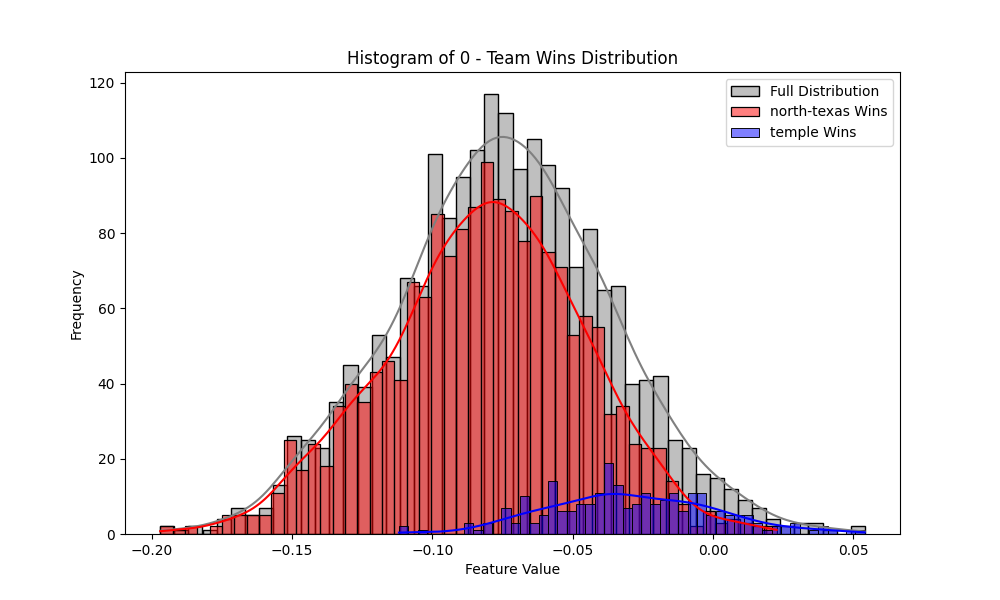 Histogram of 0 - Team Wins Distribution
Full Distribution
north-texas Wins
temple Wins
Frequency
120
100
80
60
40
20
0
−0.20 −0.15 −0.10 −0.05 0.00 0.05
Feature Value